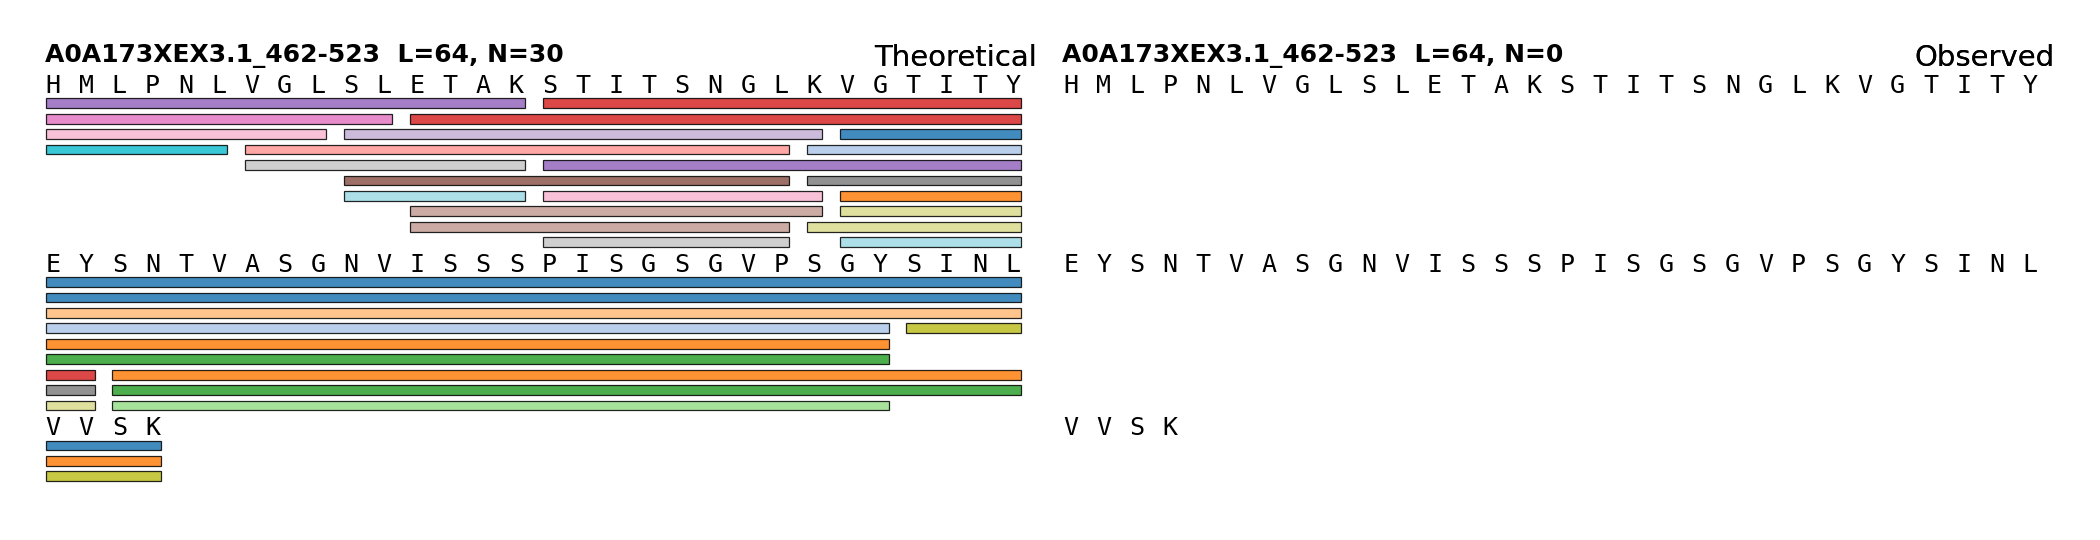 A0A173XEX3.1_462-523 L=64, N=30 Theoretical
H M L P N L V G L S L E T A K S T I T S N G L K V G T I T Y
E Y S N T V A S G N V I S S S P I S G S G V P S G Y S I N L
V V S K
A0A173XEX3.1_462-523 L=64, N=0 Observed
H M L P N L V G L S L E T A K S T I T S N G L K V G T I T Y
E Y S N T V A S G N V I S S S P I S G S G V P S G Y S I N L
V V S K